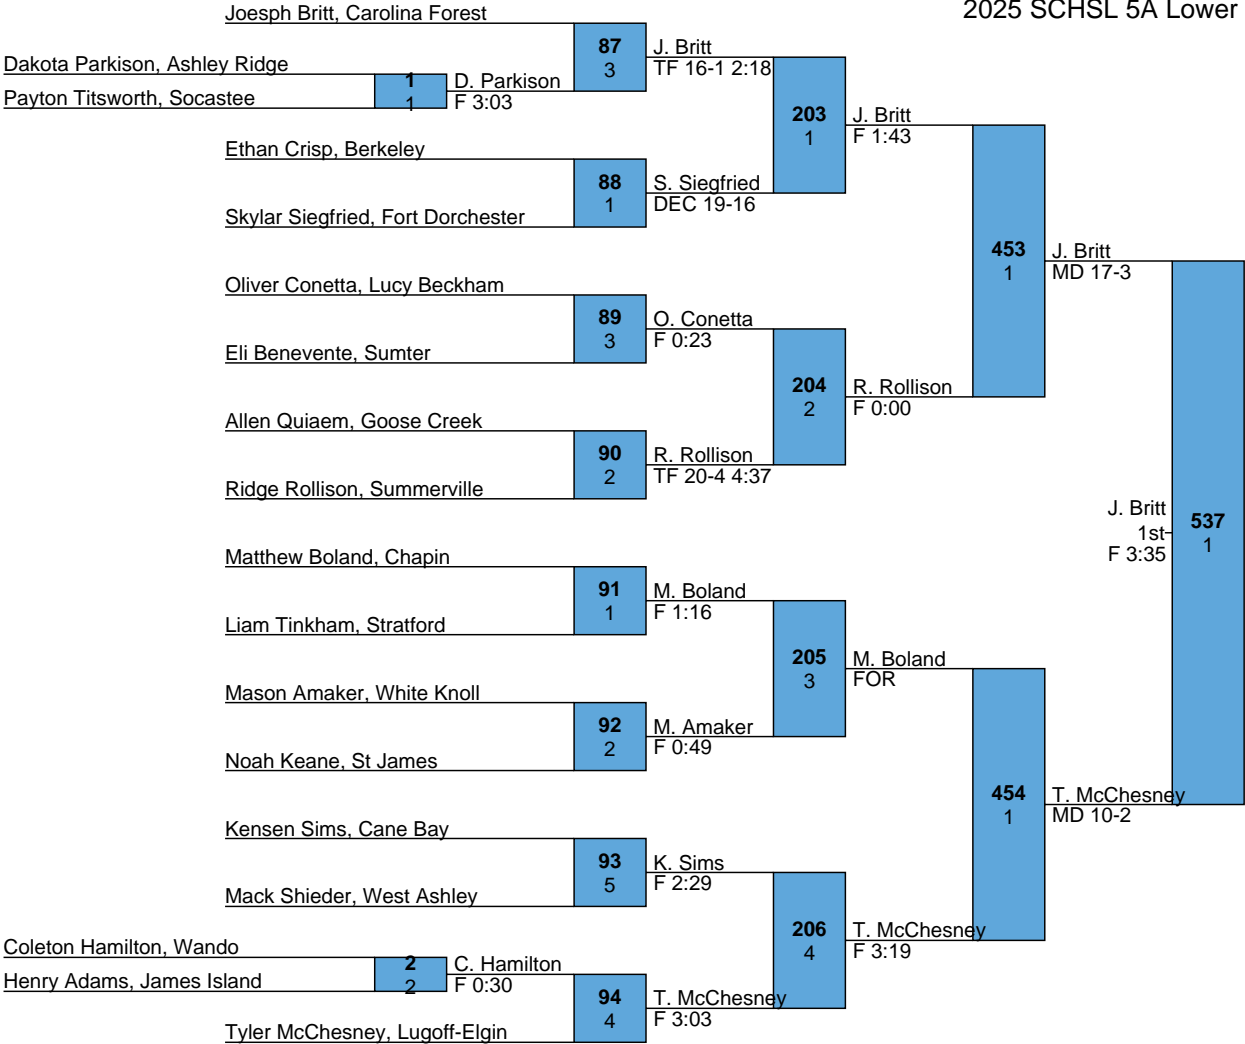 2025 SCHSL 5A Lower
Joesph Britt, Carolina Forest
87
3
J. Britt
TF 16-1 2:18
Dakota Parkison, Ashley Ridge
1
1
D. Parkison
F 3:03
Payton Titsworth, Socastee
203
1
J. Britt
F 1:43
Ethan Crisp, Berkeley
88
1
S. Siegfried
DEC 19-16
Skylar Siegfried, Fort Dorchester
453
1
J. Britt
MD 17-3
Oliver Conetta, Lucy Beckham
89
3
O. Conetta
F 0:23
Eli Benevente, Sumter
204
2
R. Rollison
F 0:00
Allen Quiaem, Goose Creek
90
2
R. Rollison
TF 20-4 4:37
Ridge Rollison, Summerville
J. Britt
1st
F 3:35
537
1
Matthew Boland, Chapin
91
1
M. Boland
F 1:16
Liam Tinkham, Stratford
205
3
M. Boland
FOR
Mason Amaker, White Knoll
92
2
M. Amaker
F 0:49
Noah Keane, St James
454
1
T. McChesney
MD 10-2
Kensen Sims, Cane Bay
93
5
K. Sims
F 2:29
Mack Shieder, West Ashley
206
4
T. McChesney
F 3:19
Coleton Hamilton, Wando
2
2
C. Hamilton
F 0:30
Henry Adams, James Island
94
4
T. McChesney
F 3:03
Tyler McChesney, Lugoff-Elgin